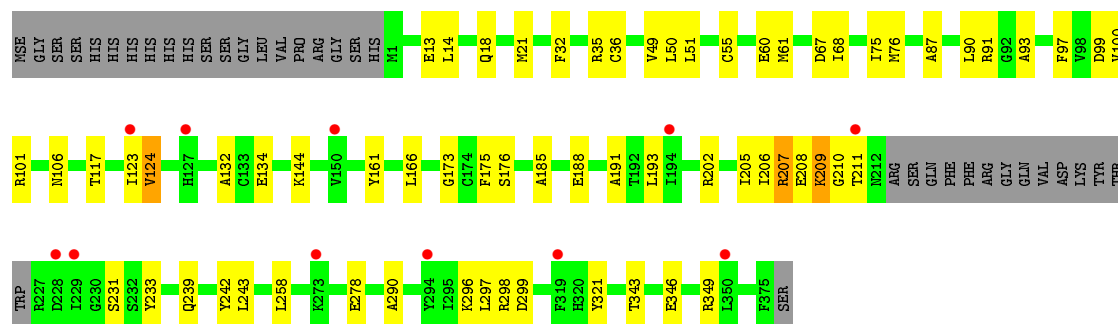 MSE GLY SER SER HIS HIS HIS HIS HIS HIS SER SER GLY LEU VAL PRO ARG GLY SER HIS M1 E13 L14 Q18 M21 F32 R35 C36 V49 L50 L51 C55 E60 M61 D67 I68 I75 M76 A87 L90 R91 G92 A93 F97 V98 D99 V100
R101 N106 T117 I123 V124 H127 A132 C133 E134 K144 V150 Y161 L166 G173 C174 F175 S176 A185 E188 A191 T192 L193 I194 R202 I205 I206 R207 E208 K209 G210 T211 N212 ARG SER GLN PHE PHE ARG GLY GLN VAL ASP LYS TYR THR
TRP R227 D228 I229 G230 S231 S232 Y233 Q239 Y242 L243 L258 K273 E278 A290 Y294 I295 K296 L297 R298 D299 F319 H320 Y321 T343 E346 R349 L350 F375 SER